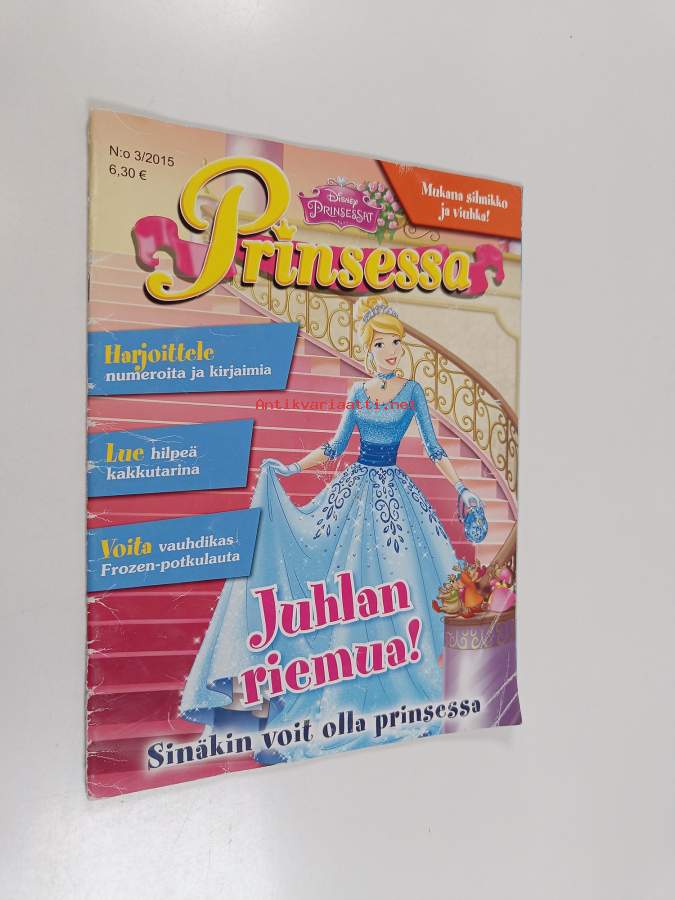 N:o 3/2015
6,30 €
Mukana silmikko
ja viuhka!
Disney
PRINSESSAT
Prinsessa
Harjoittele
numeroita ja kirjaimia
Antikvariaatti.net
Lue hilpeä
kakkutarina
Voita vauhdikas
Frozen-potkulauta
Juhlan
riemua!
Sinäkin voit olla prinsessa